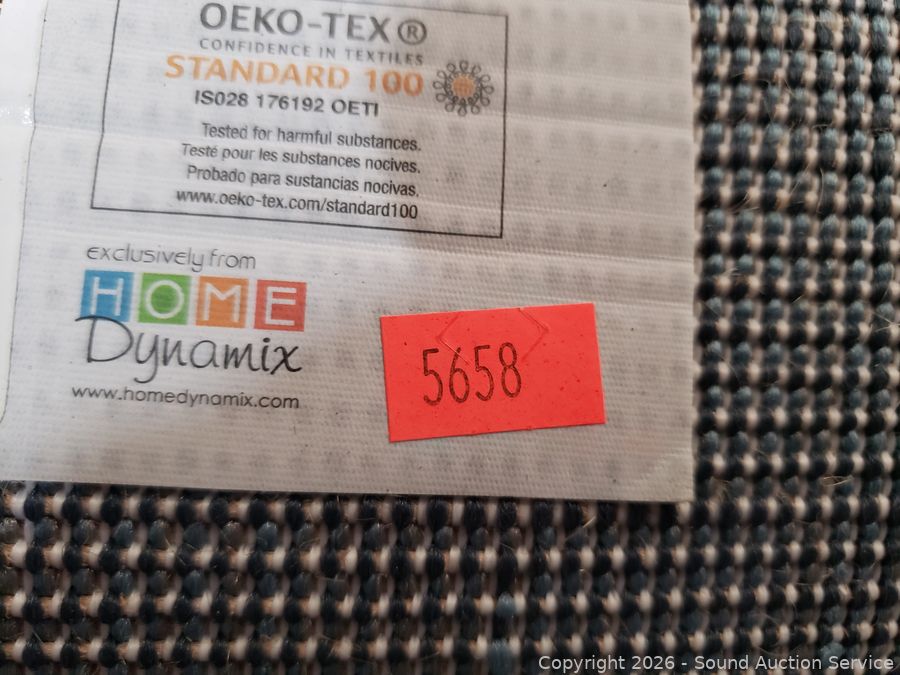 OEKO-TEX®
CONFIDENCE IN TEXTILES
STANDARD 100
IS028 176192 OETI
Tested for harmful substances.
Testé pour les substances nocives.
Probado para sustancias nocivas.
www.oeko-tex.com/standard100
exclusively from
HOME
Dynamix
www.homedynamix.com
5658
Copyright 2026 - Sound Auction Service